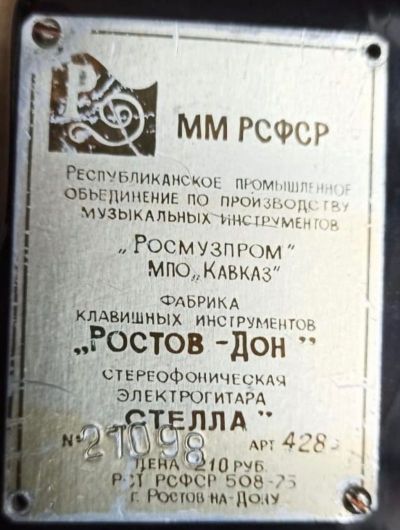 ММ РСФСР
РЕСПУБЛИКАНСКОЕ ПРОМЫШЛЕННОЕ
ОБЪЕДИНЕНИЕ ПО ПРОИЗВОДСТВУ
МУЗЫКАЛЬНЫХ ИНСТРУМЕНТОВ
„РОСМУЗПРОМ"
МПО „КАВКАЗ"
ФАБРИКА
КЛАВИШНЫХ ИНСТРУМЕНТОВ
„РОСТОВ-ДОН"
СТЕРЕОФОНИЧЕСКАЯ
ЭЛЕКТРОГИТАРА
СТЕЛЛА"
№ 21098 АРТ
ЦЕНА 210 РУБ.
РСТ РСФСР 508-75
г. РОСТОВ НА-ДОНУ